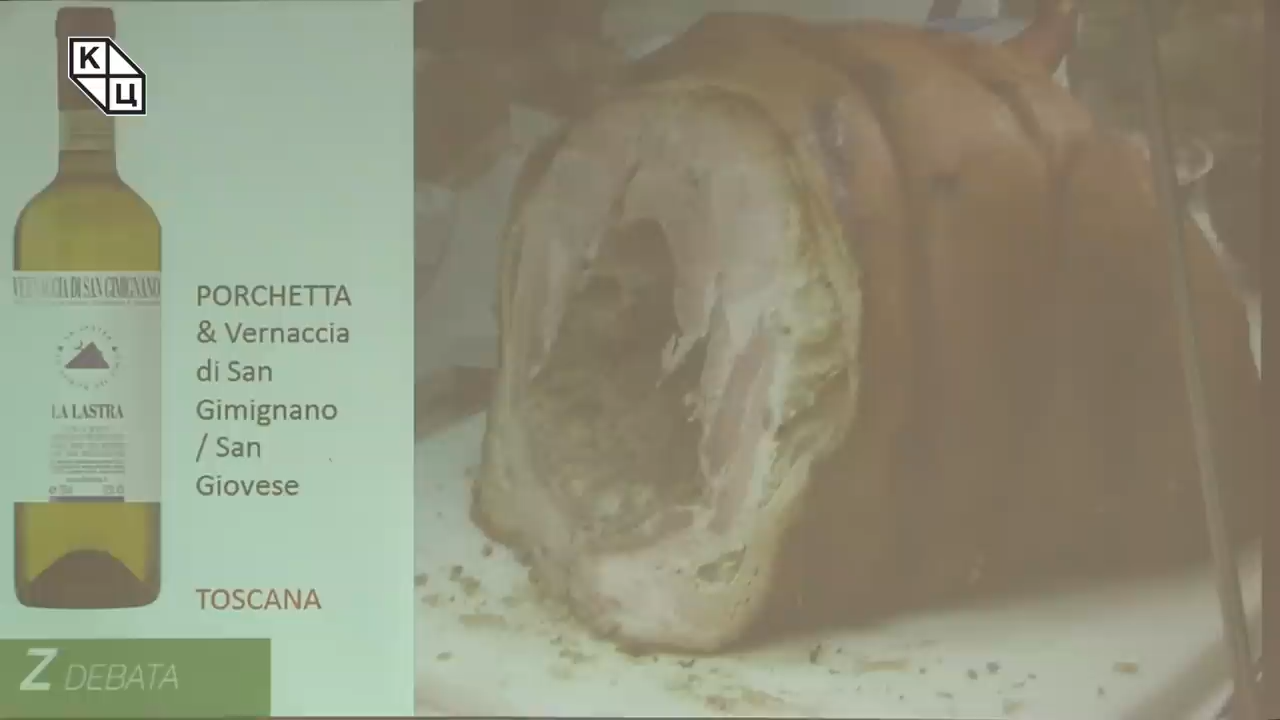 К
Ц
VERNACCIA DI SAN GIMIGNANO
LA LASTRA
PORCHETTA
& Vernaccia
di San
Gimignano
/ San
Giovese
TOSCANA
Z DEBATA